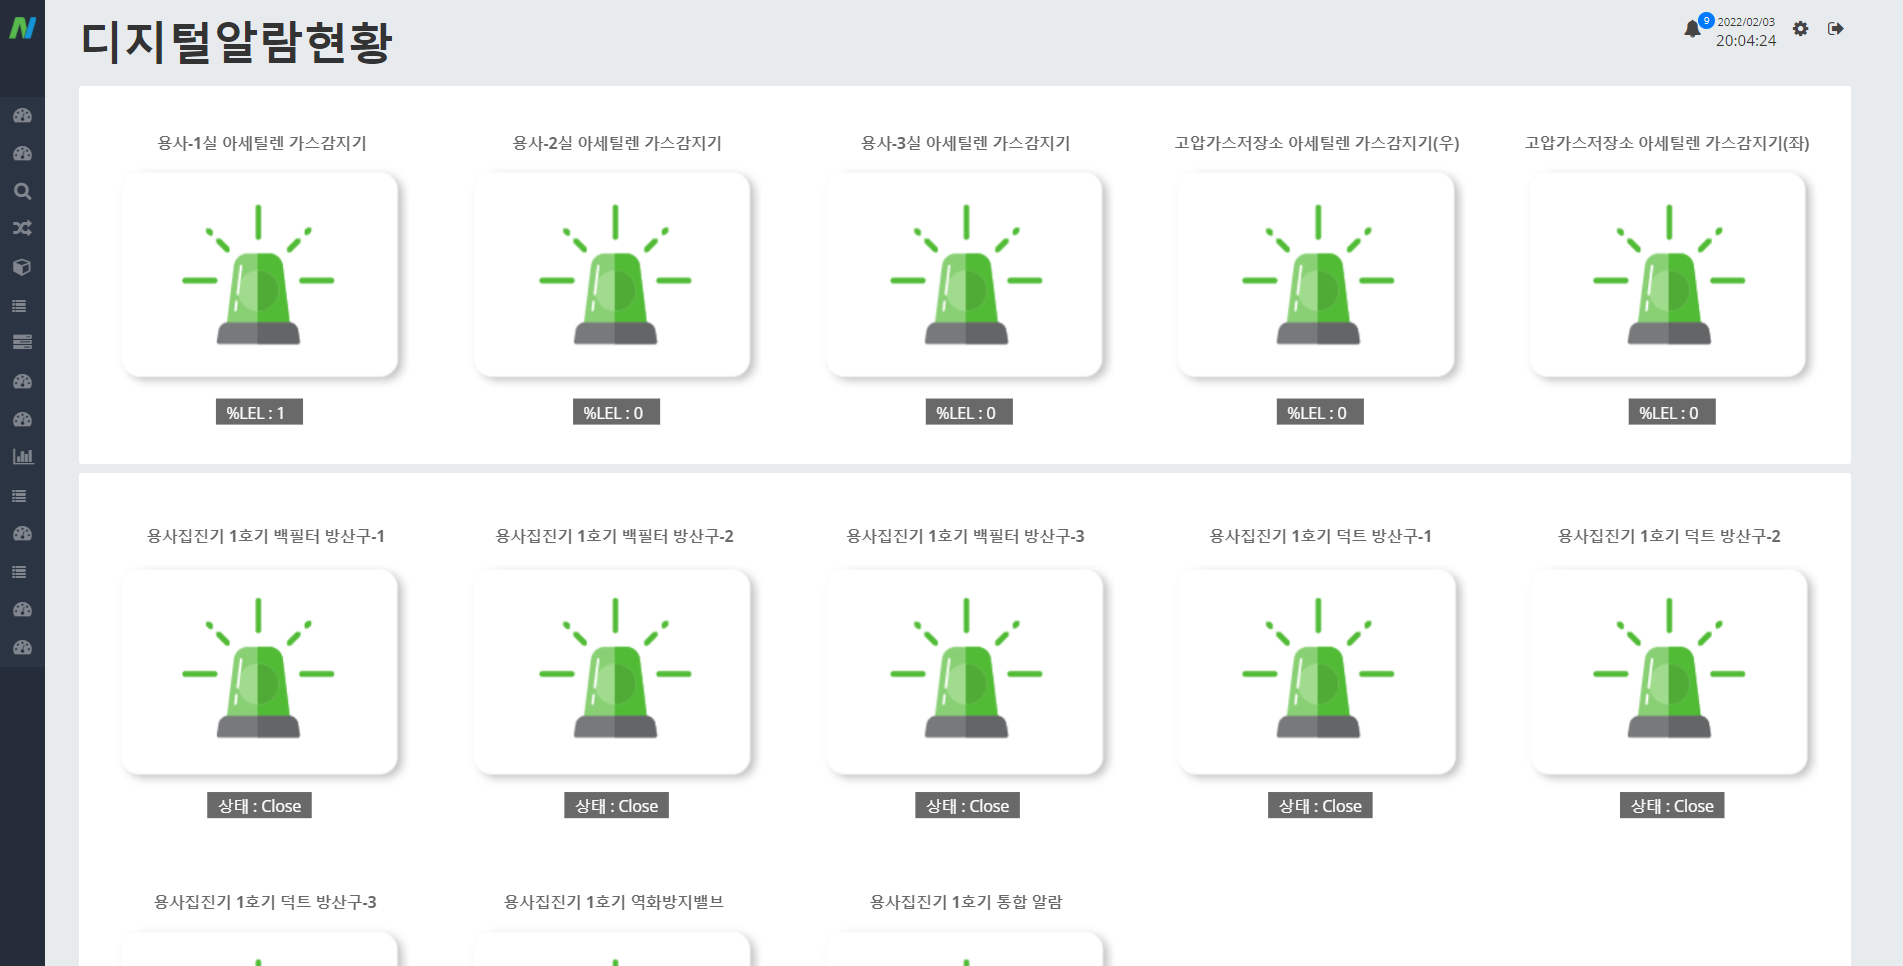 디지털알람현황
9
2022/02/03
20:04:24
용사-1실 아세틸렌 가스감지기
용사-2실 아세틸렌 가스감지기
용사-3실 아세틸렌 가스감지기
고압가스저장소 아세틸렌 가스감지기(우)
고압가스저장소 아세틸렌 가스감지기(좌)
%LEL : 1
%LEL : 0
%LEL : 0
%LEL : 0
%LEL : 0
용사집진기 1호기 백필터 방산구-1
용사집진기 1호기 백필터 방산구-2
용사집진기 1호기 백필터 방산구-3
용사집진기 1호기 덕트 방산구-1
용사집진기 1호기 덕트 방산구-2
상태 : Close
상태 : Close
상태 : Close
상태 : Close
상태 : Close
용사집진기 1호기 덕트 방산구-3
용사집진기 1호기 역화방지밸브
용사집진기 1호기 통합 알람